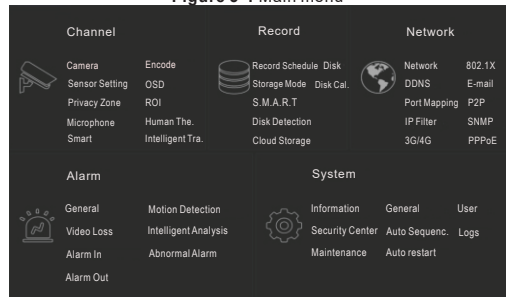 Figure 5-1 Main menu
Channel
Record
Network
Camera Encode
Sensor Setting OSD
Privacy Zone ROI
Microphone Human The.
Smart Intelligent Tra.
Record Schedule Disk
Storage Mode Disk Cal.
S.M.A.R.T
Disk Detection
Cloud Storage
Network 802.1X
DDNS E-mail
Port Mapping P2P
IP Filter SNMP
3G/4G PPPoE
Alarm
System
General Motion Detection
Video Loss Intelligent Analysis
Alarm In Abnormal Alarm
Alarm Out
Information General User
Security Center Auto Sequenc. Logs
Maintenance Auto restart